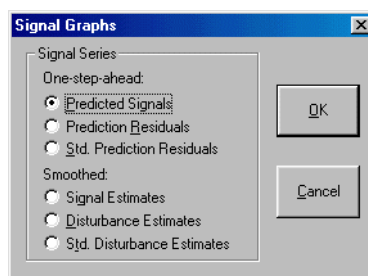 Signal Graphs
Signal Series
One-step-ahead:
Predicted Signals
Prediction Residuals
Std. Prediction Residuals
Smoothed:
Signal Estimates
Disturbance Estimates
Std. Disturbance Estimates
OK
Cancel